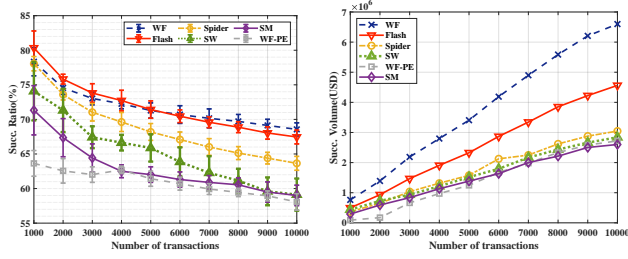 85
80
75
70
65
60
55
Succ. Ratio(%)
WF Spider SM
Flash SW WF-PE
1000 2000 3000 4000 5000 6000 7000 8000 9000 10000
Number of transactions
×10⁶
7
6
5
4
3
2
1
0
Succ. Volume(USD)
WF
Flash
Spider
SW
WF-PE
SM
1000 2000 3000 4000 5000 6000 7000 8000 9000 10000
Number of transactions